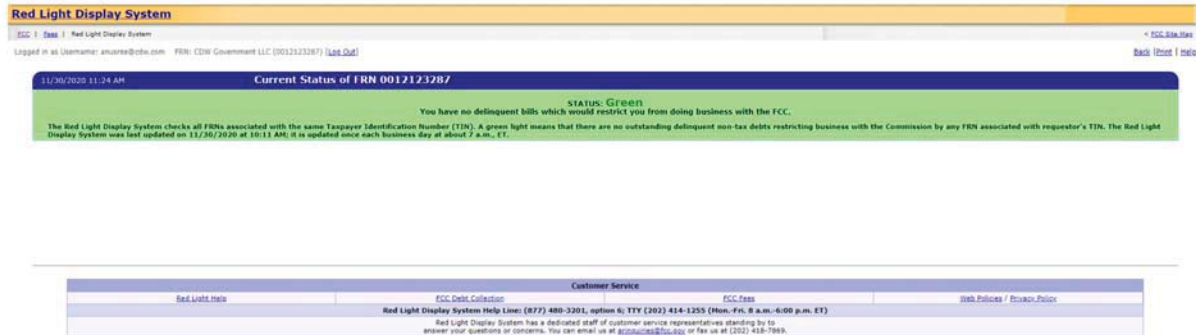 Red Light Display System
FCC | Fees | Red Light Display System
< FCC Site Map
Logged in as Username: anusree@cdw.com FRN: CDW Government LLC (0012123287) [Log Out]
Back | Print | Help
11/30/2020 11:24 AM Current Status of FRN 0012123287
STATUS: Green
You have no delinquent bills which would restrict you from doing business with the FCC.
The Red Light Display System checks all FRNs associated with the same Taxpayer Identification Number (TIN). A green light means that there are no outstanding delinquent non-tax debts restricting business with the Commission by any FRN associated with requestor's TIN. The Red Light
Display System was last updated on 11/30/2020 at 10:11 AM; it is updated once each business day at about 7 a.m., ET.
Customer Service
Red Light Help FCC Debt Collection FCC Fees Web Policies / Privacy Policy
Red Light Display System Help Line: (877) 480-3201, option 6; TTY (202) 414-1255 (Mon.-Fri. 8 a.m.-6:00 p.m. ET)
Red Light Display System has a dedicated staff of customer service representatives standing by to
answer your questions or concerns. You can email us at arinquiries@fcc.gov or fax us at (202) 418-7869.